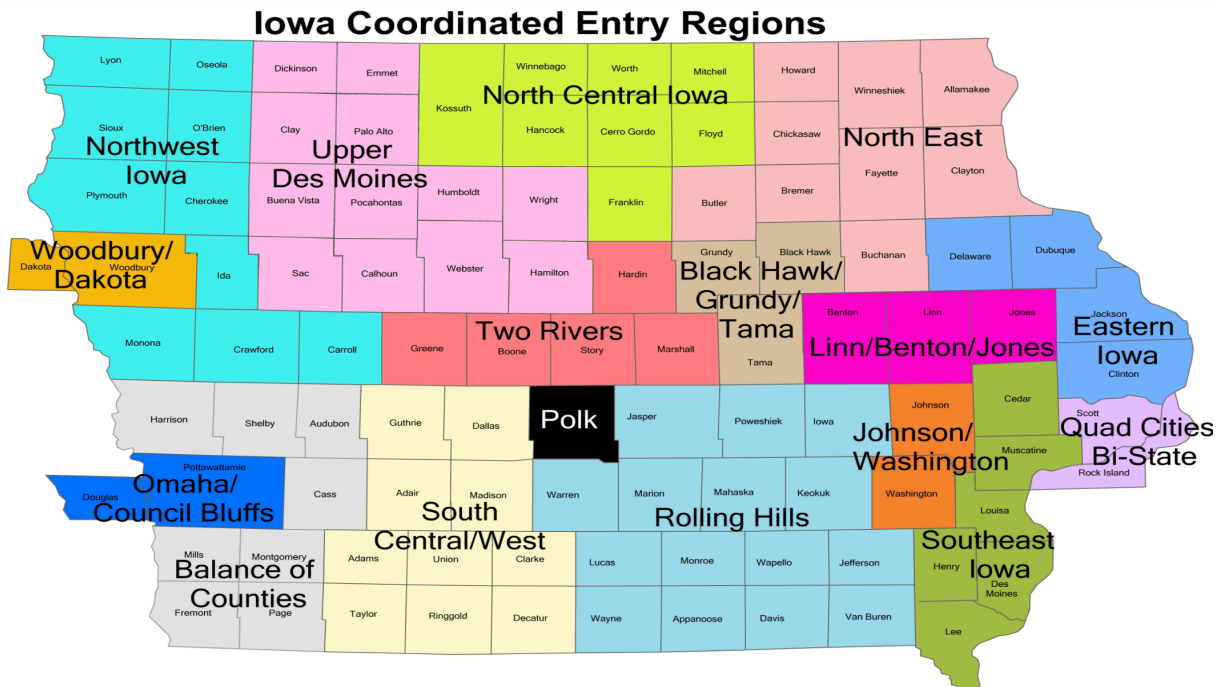 Iowa Coordinated Entry Regions
Lyon
Oseola
Dickinson
Emmet
Winnebago
Worth
Mitchell
Howard
Winneshiek
Allamakee
Kossuth
North Central Iowa
Sioux
O'Brien
Clay
Palo Alto
Hancock
Cerro Gordo
Floyd
Chickasaw
North East
Northwest
Iowa
Upper
Des Moines
Plymouth
Cherokee
Buena Vista
Pocahontas
Humboldt
Wright
Franklin
Butler
Bremer
Fayette
Clayton
Woodbury/
Dakota
Dakota
Woodbury
Ida
Sac
Calhoun
Webster
Hamilton
Hardin
Grundy
Black Hawk
Black Hawk/
Grundy/
Tama
Buchanan
Delaware
Dubuque
Monona
Crawford
Carroll
Two Rivers
Greene
Boone
Story
Marshall
Tama
Benton
Linn
Jones
Linn/Benton/Jones
Jackson
Eastern
Iowa
Clinton
Harrison
Shelby
Audubon
Guthrie
Dallas
Polk
Jasper
Poweshiek
Iowa
Johnson
Johnson/
Washington
Cedar
Scott
Quad Cities
Bi-State
Muscatine
Rock Island
Pottawattamie
Douglas
Omaha/
Council Bluffs
Cass
Adair
Madison
South
Central/West
Warren
Marion
Mahaska
Keokuk
Rolling Hills
Washington
Louisa
Southeast
Iowa
Mills
Montgomery
Balance of
Counties
Adams
Union
Clarke
Lucas
Monroe
Wapello
Jefferson
Henry
Des
Moines
Fremont
Page
Taylor
Ringgold
Decatur
Wayne
Appanoose
Davis
Van Buren
Lee